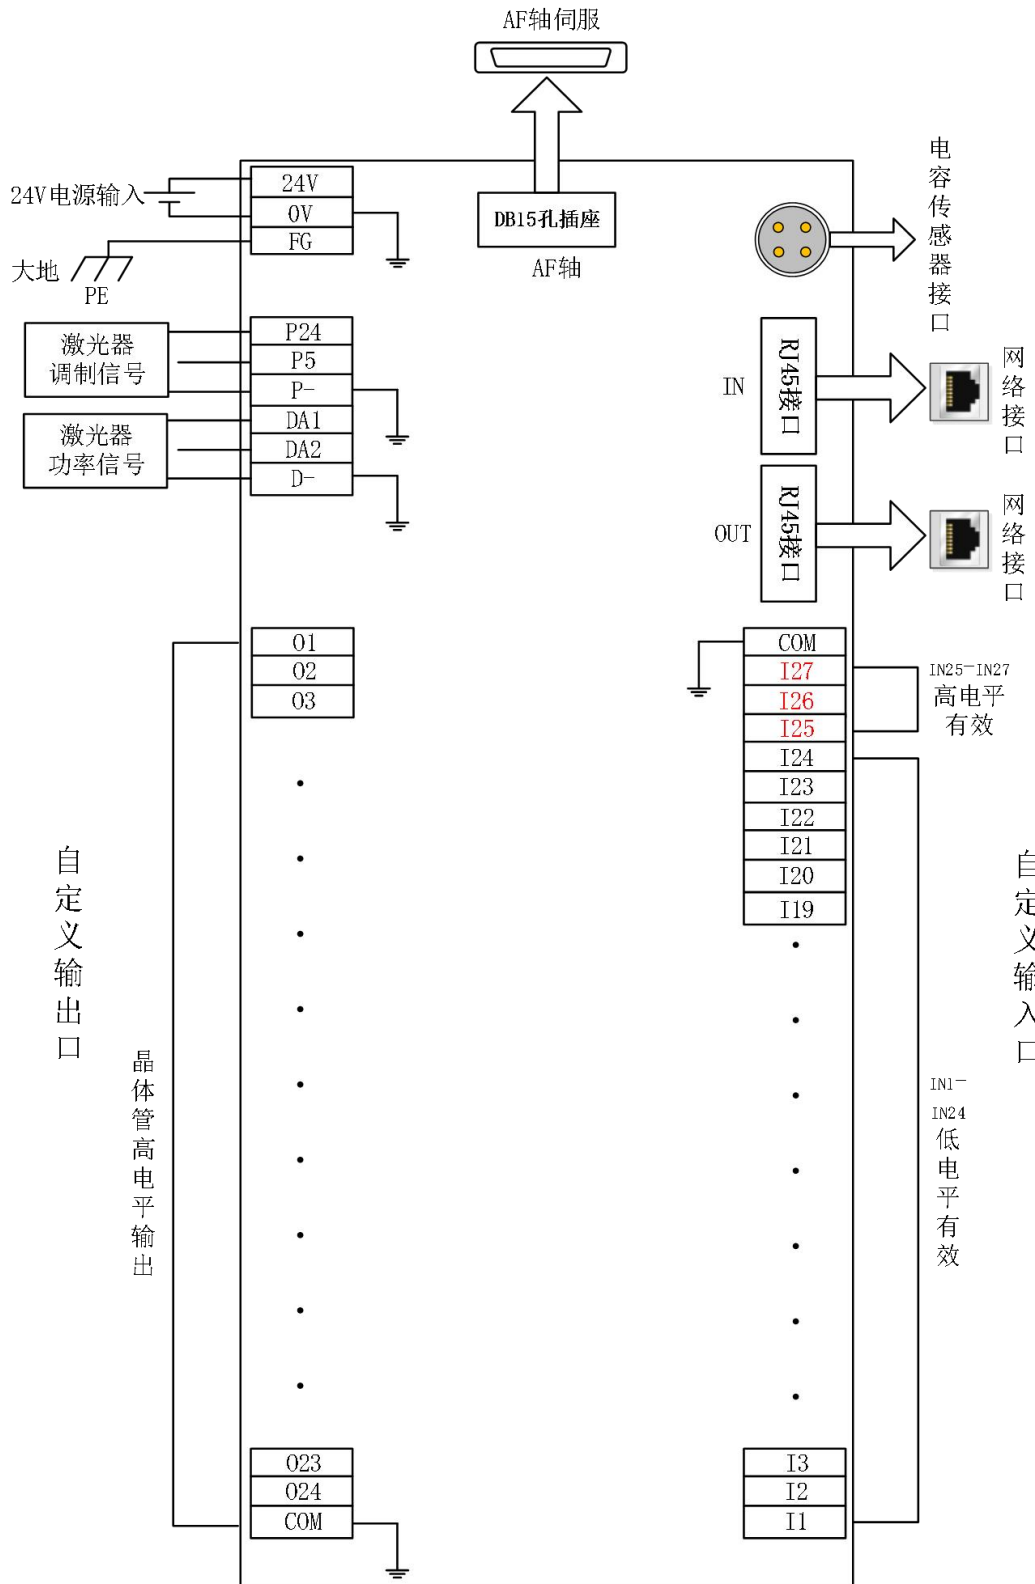 AF轴伺服
24V电源输入
24V
0V
FG
大地
PE
DB15孔插座
AF轴
电容传感器接口
激光器
调制信号
P24
P5
P-
激光器
功率信号
DA1
DA2
D-
IN
RJ45接口
网络接口
OUT
RJ45接口
网络接口
O1
O2
O3
自定义输出口
晶体管高电平输出
O23
O24
COM
COM
I27
I26
I25
I24
I23
I22
I21
I20
I19
IN25-IN27
高电平
有效
自定义输入口
IN1-
IN24
低电平有效
I3
I2
I1